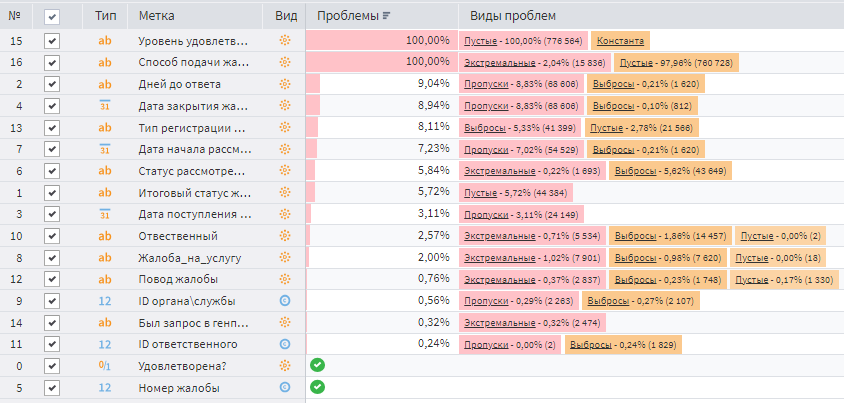 № Тип Метка Вид Проблемы Виды проблем
15 ab Уровень удовлетв... 100,00% Пустые - 100,00% (776 564) Константа
16 ab Способ подачи жа... 100,00% Экстремальные - 2,04% (15 836) Пустые - 97,96% (760 728)
2 ab Дней до ответа 9,04% Пропуски - 8,83% (68 606) Выбросы - 0,21% (1 620)
4 31 Дата закрытия жа... 8,94% Пропуски - 8,83% (68 606) Выбросы - 0,10% (812)
13 ab Тип регистрации ... 8,11% Выбросы - 5,33% (41 399) Пустые - 2,78% (21 566)
7 31 Дата начала рассм... 7,23% Пропуски - 7,02% (54 529) Выбросы - 0,21% (1 620)
6 ab Статус рассмотре... 5,84% Экстремальные - 0,22% (1 693) Выбросы - 5,62% (43 649)
1 ab Итоговый статус ж... 5,72% Пустые - 5,72% (44 384)
3 31 Дата поступления ... 3,11% Пропуски - 3,11% (24 149)
10 ab Отвественный 2,57% Экстремальные - 0,71% (5 534) Выбросы - 1,86% (14 457) Пустые - 0,00% (2)
8 ab Жалоба_на_услугу 2,00% Экстремальные - 1,02% (7 901) Выбросы - 0,98% (7 620) Пустые - 0,00% (18)
12 ab Повод жалобы 0,76% Экстремальные - 0,37% (2 837) Выбросы - 0,23% (1 748) Пустые - 0,17% (1 330)
9 12 ID органа\службы 0,56% Пропуски - 0,29% (2 263) Выбросы - 0,27% (2 107)
14 ab Был запрос в генп... 0,32% Экстремальные - 0,32% (2 474)
11 12 ID ответственного 0,24% Пропуски - 0,00% (2) Выбросы - 0,24% (1 829)
0 0/1 Удовлетворена?
5 12 Номер жалобы